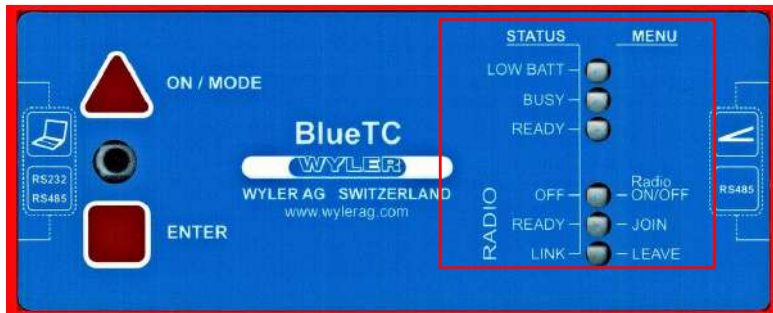 STATUS MENU
LOW BATT
BUSY
READY
ON / MODE
BlueTC
WYLER
WYLER AG SWITZERLAND
www.wylerag.com
ENTER
RS232
RS485
RADIO
OFF Radio ON/OFF
READY JOIN
LINK LEAVE
RS485